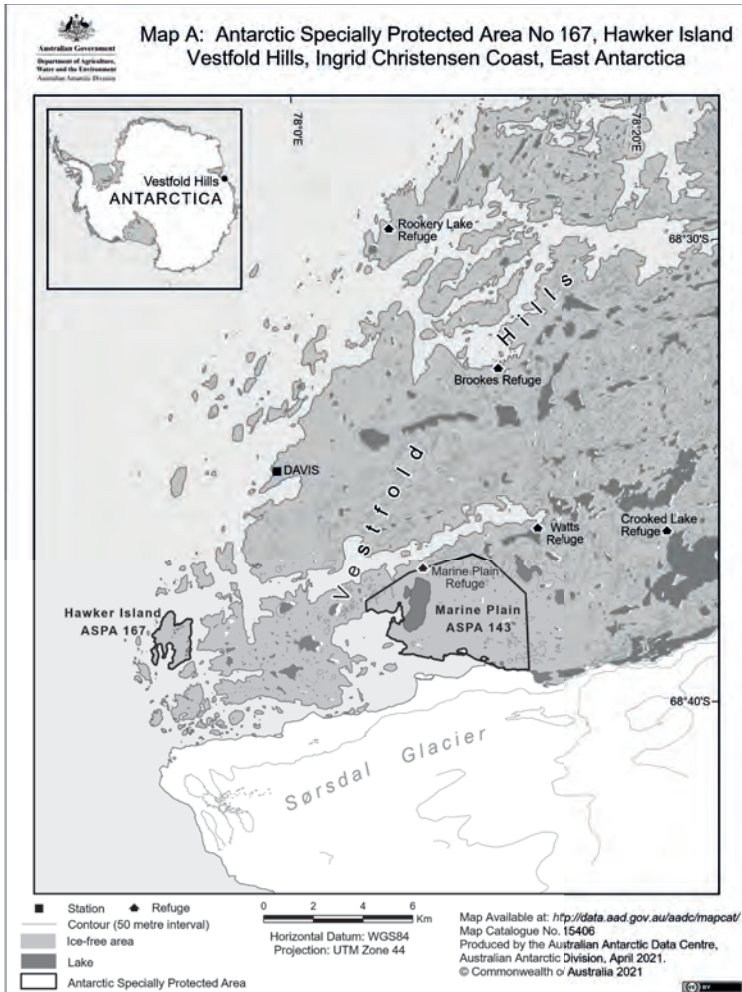 Australian Government
Department of Agriculture,
Water and the Environment
Australian Antarctic Division
Map A: Antarctic Specially Protected Area No 167, Hawker Island
Vestfold Hills, Ingrid Christensen Coast, East Antarctica
78°0'E
78°20'E
Vestfold Hills
ANTARCTICA
Rookery Lake
Refuge
68°30'S
Hills
Brookes Refuge
Vestfold
DAVIS
Watts
Refuge
Crooked Lake
Refuge
Marine Plain
Refuge
Hawker Island
ASPA 167
Marine Plain
ASPA 143
68°40'S
Sørsdal Glacier
Station
Refuge
Contour (50 metre interval)
Ice-free area
Lake
Antarctic Specially Protected Area
0 2 4 6
Km
Horizontal Datum: WGS84
Projection: UTM Zone 44
Map Available at: http://data.aad.gov.au/aadc/mapcat/
Map Catalogue No. 15406
Produced by the Australian Antarctic Data Centre,
Australian Antarctic Division, April 2021.
© Commonwealth of Australia 2021
cc BY